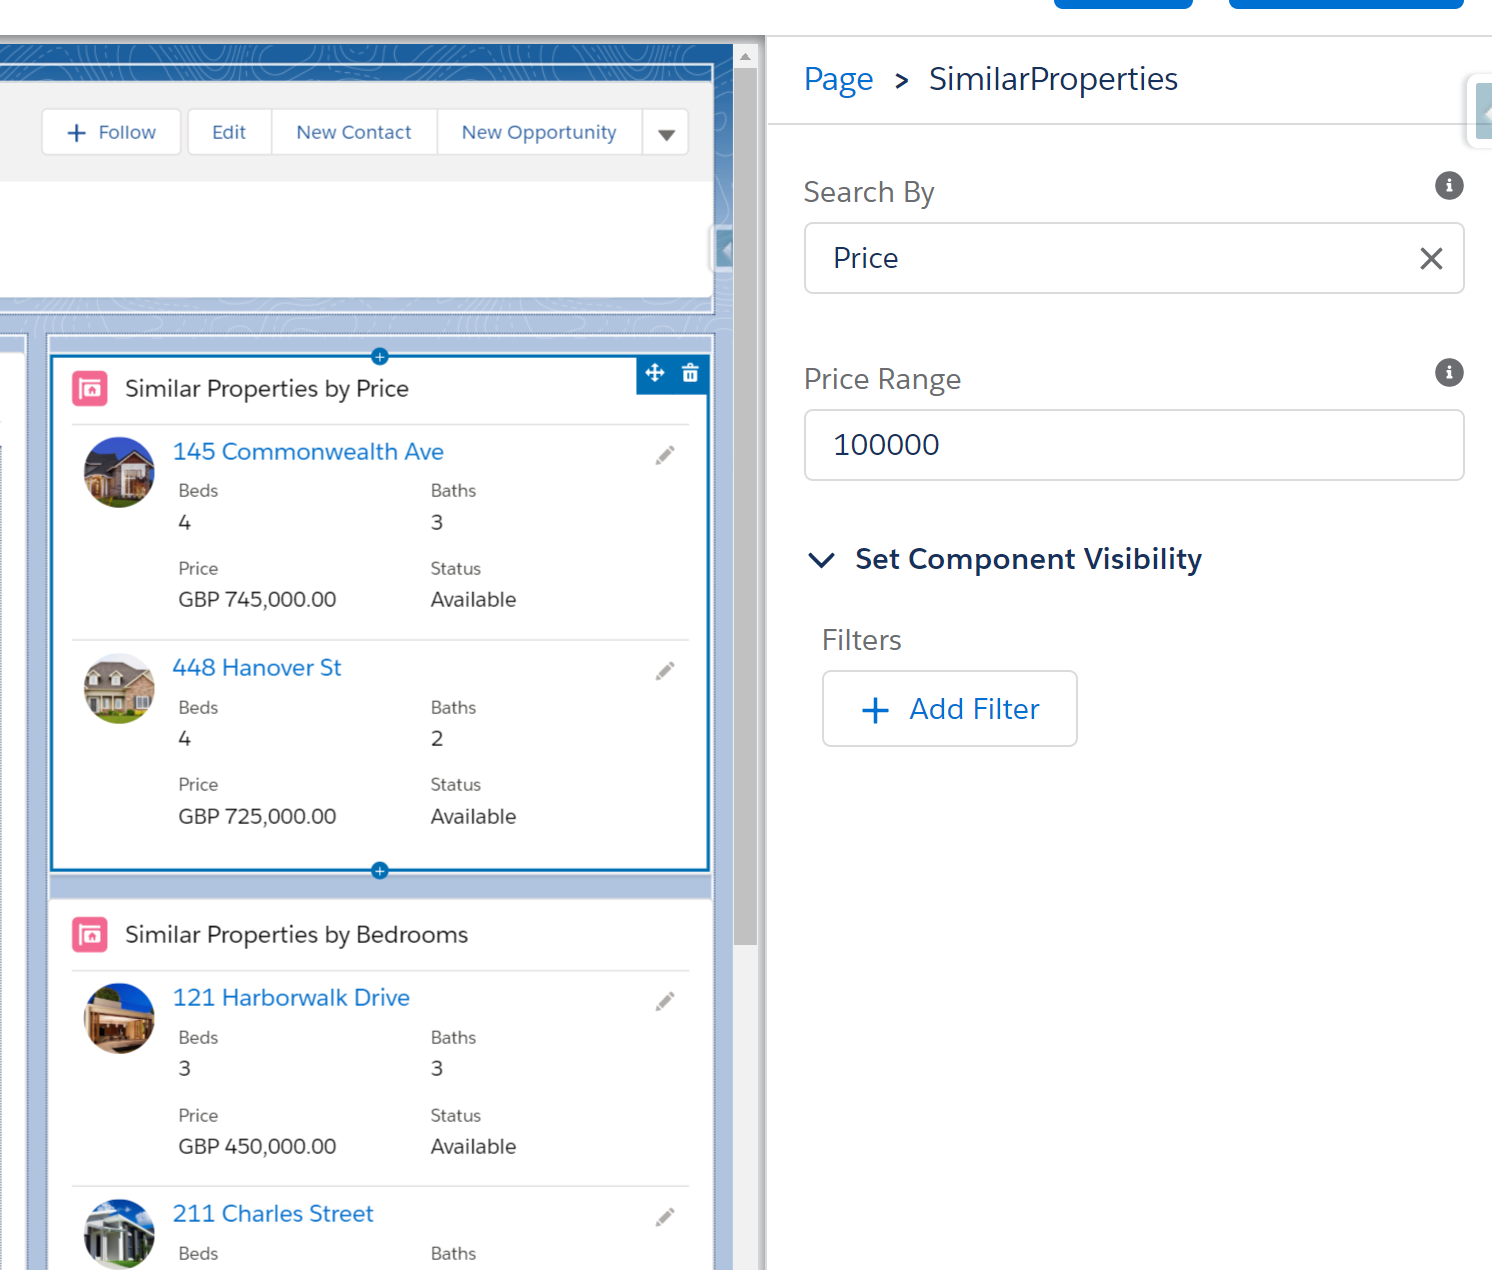 Follow Edit New Contact New Opportunity
Similar Properties by Price
145 Commonwealth Ave
Beds Baths
4 3
Price Status
GBP 745,000.00 Available
448 Hanover St
Beds Baths
4 2
Price Status
GBP 725,000.00 Available
Similar Properties by Bedrooms
121 Harborwalk Drive
Beds Baths
3 3
Price Status
GBP 450,000.00 Available
211 Charles Street
Beds Baths
Page > SimilarProperties
Search By
Price
Price Range
100000
Set Component Visibility
Filters
Add Filter